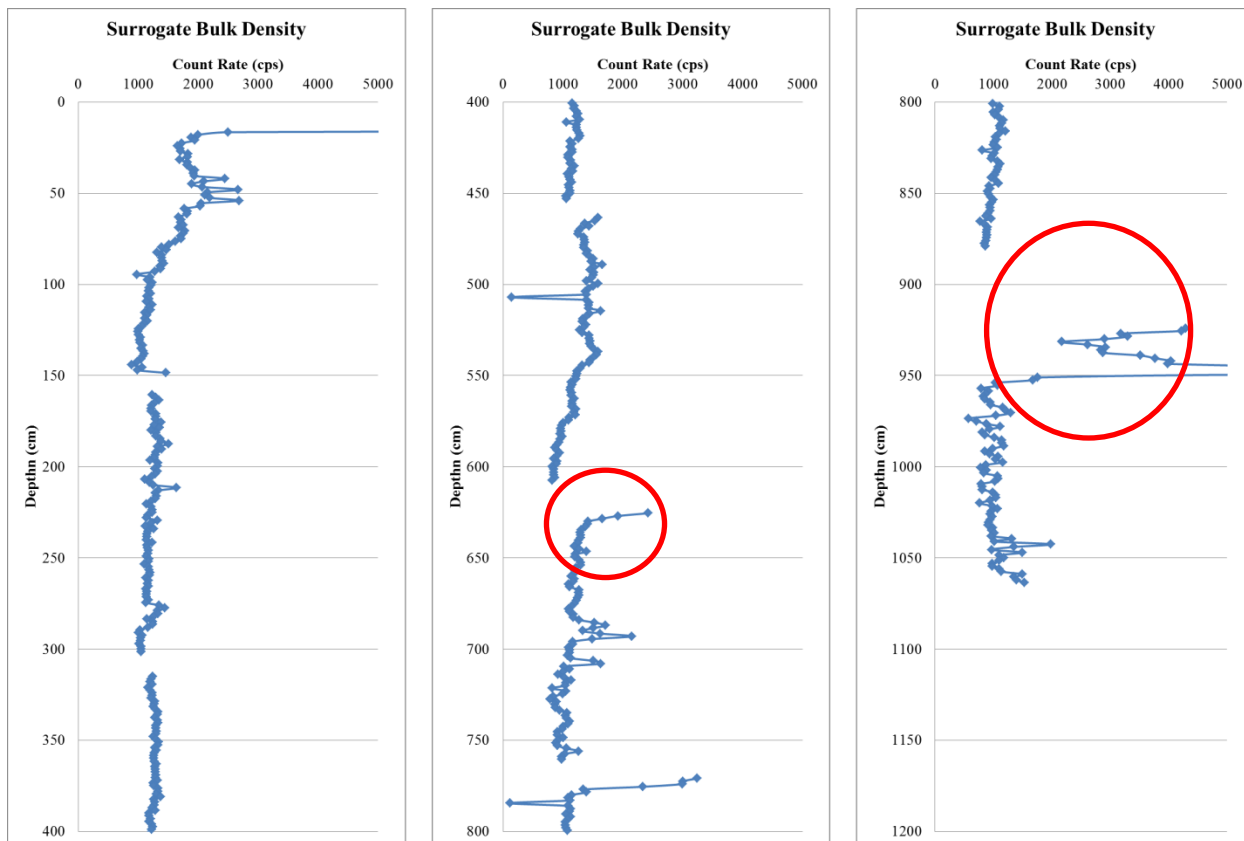 Surrogate Bulk Density
Count Rate (cps)
0 1000 2000 3000 4000 5000
0
50
100
150
200
250
300
350
400
Depthn (cm)
Surrogate Bulk Density
Count Rate (cps)
0 1000 2000 3000 4000 5000
400
450
500
550
600
650
700
750
800
Depthn (cm)
Surrogate Bulk Density
Count Rate (cps)
0 1000 2000 3000 4000 5000
800
850
900
950
1000
1050
1100
1150
1200
Depthn (cm)